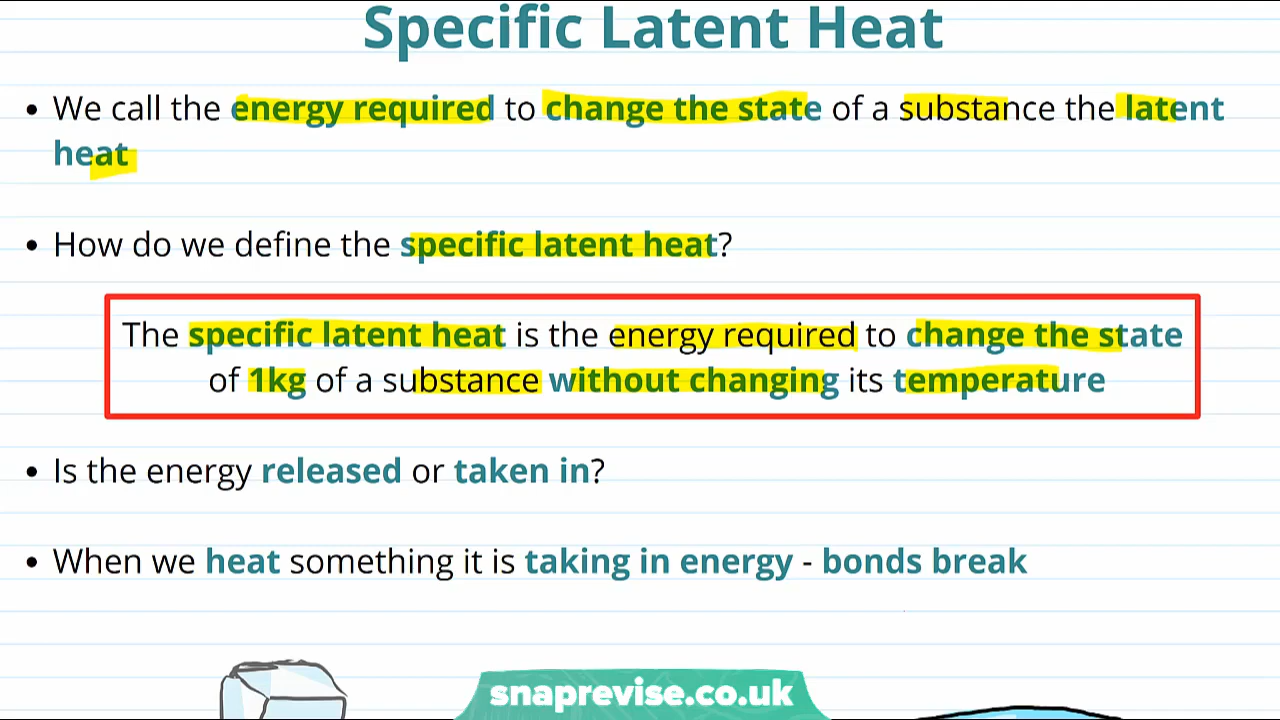 Specific Latent Heat
• We call the energy required to change the state of a substance the latent
heat
• How do we define the specific latent heat?
The specific latent heat is the energy required to change the state
of 1kg of a substance without changing its temperature
• Is the energy released or taken in?
• When we heat something it is taking in energy - bonds break
snaprevise.co.uk